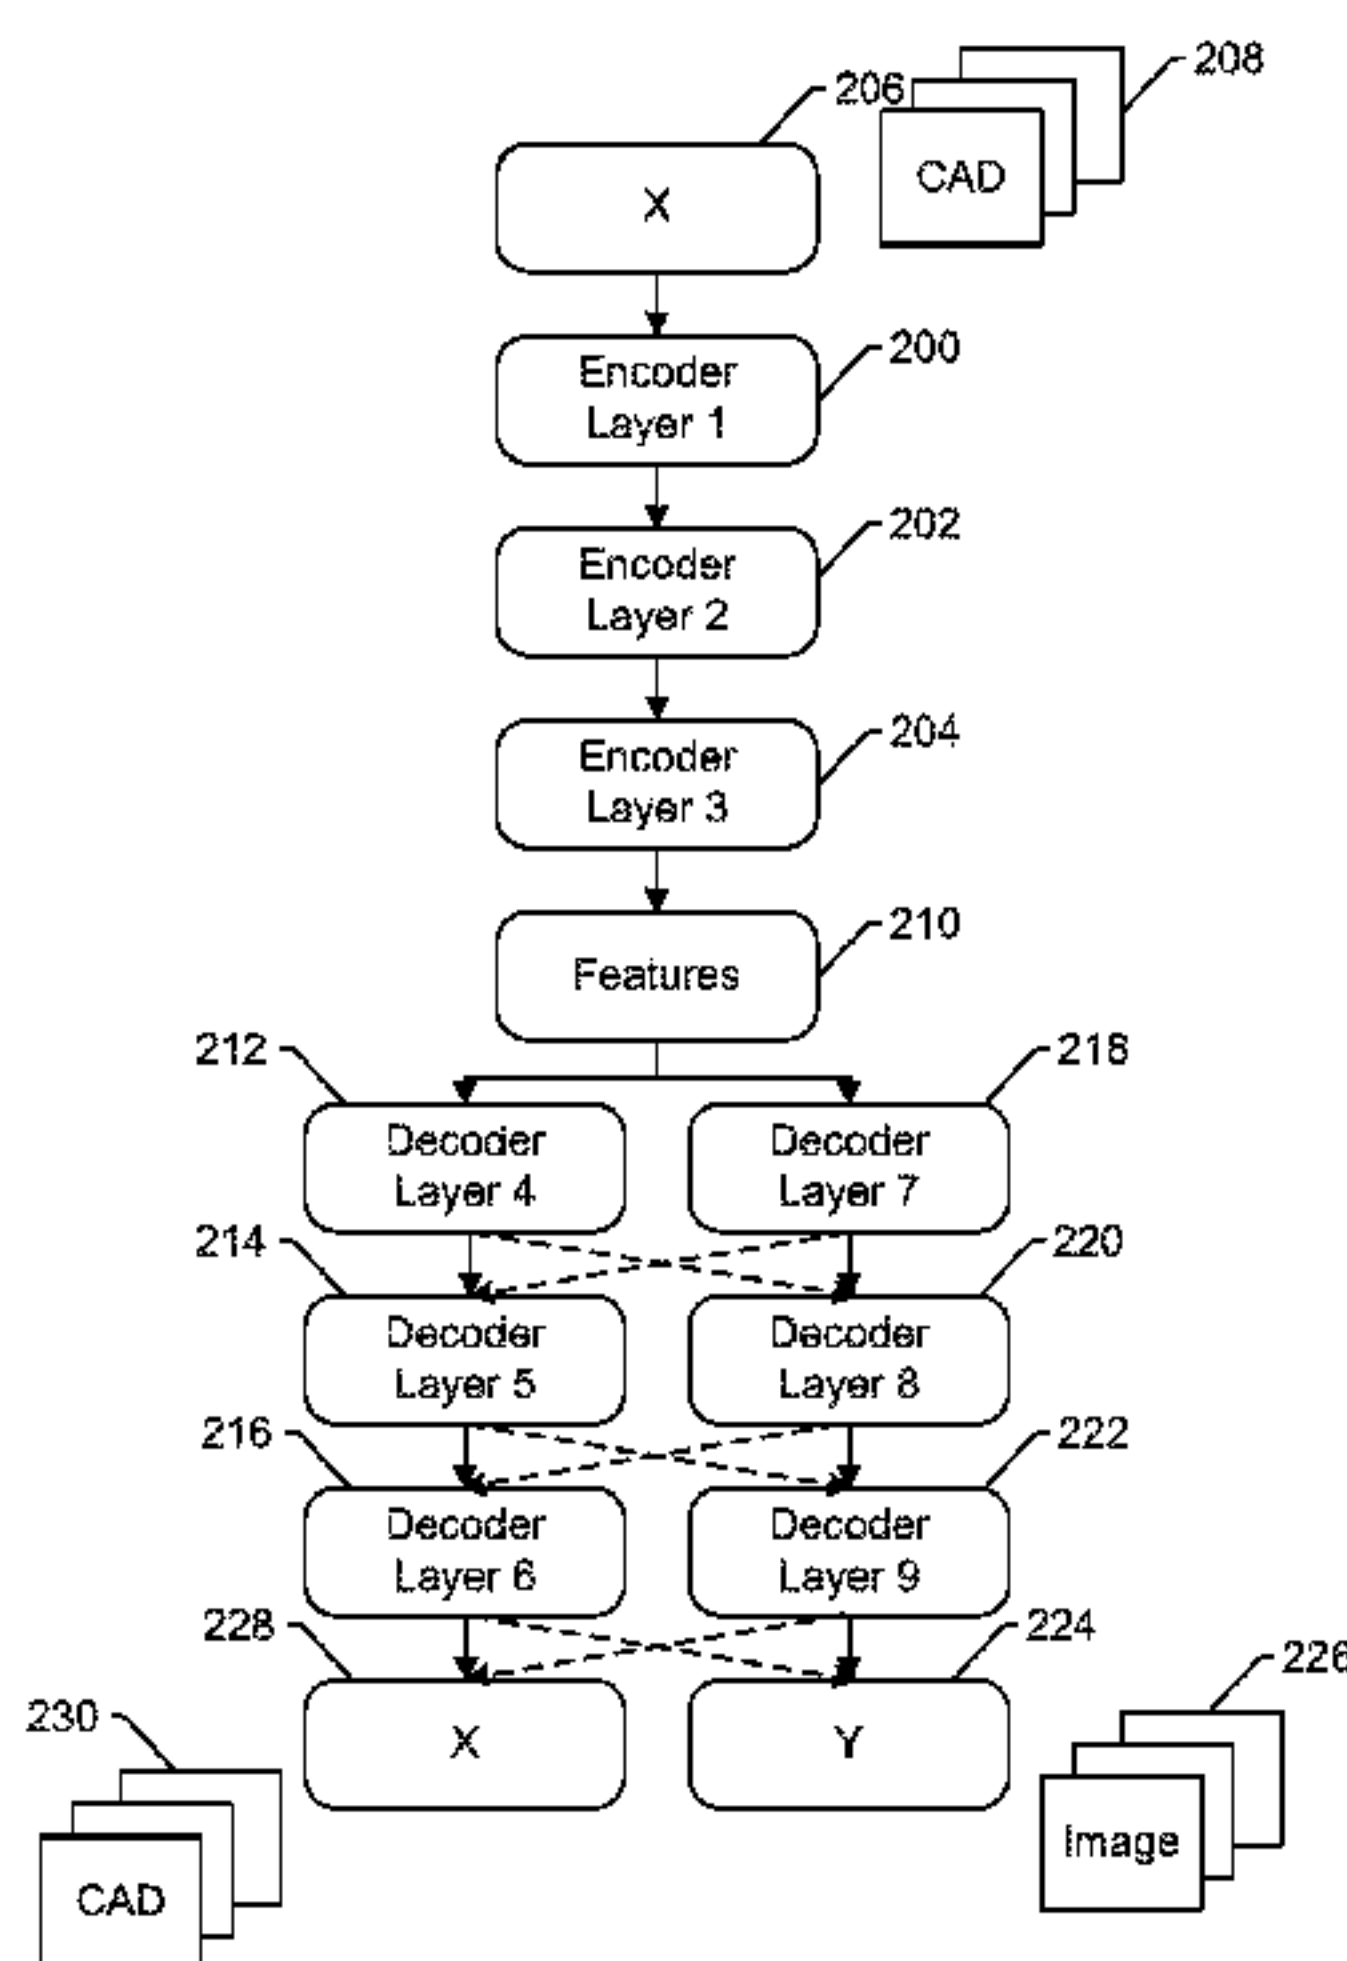 208
206
CAD
X
200
Encoder
Layer 1
202
Encoder
Layer 2
204
Encoder
Layer 3
210
Features
212
218
Decoder
Layer 4
Decoder
Layer 7
214
220
Decoder
Layer 5
Decoder
Layer 8
216
222
Decoder
Layer 6
Decoder
Layer 9
228
224
226
230
X
Y
Image
CAD